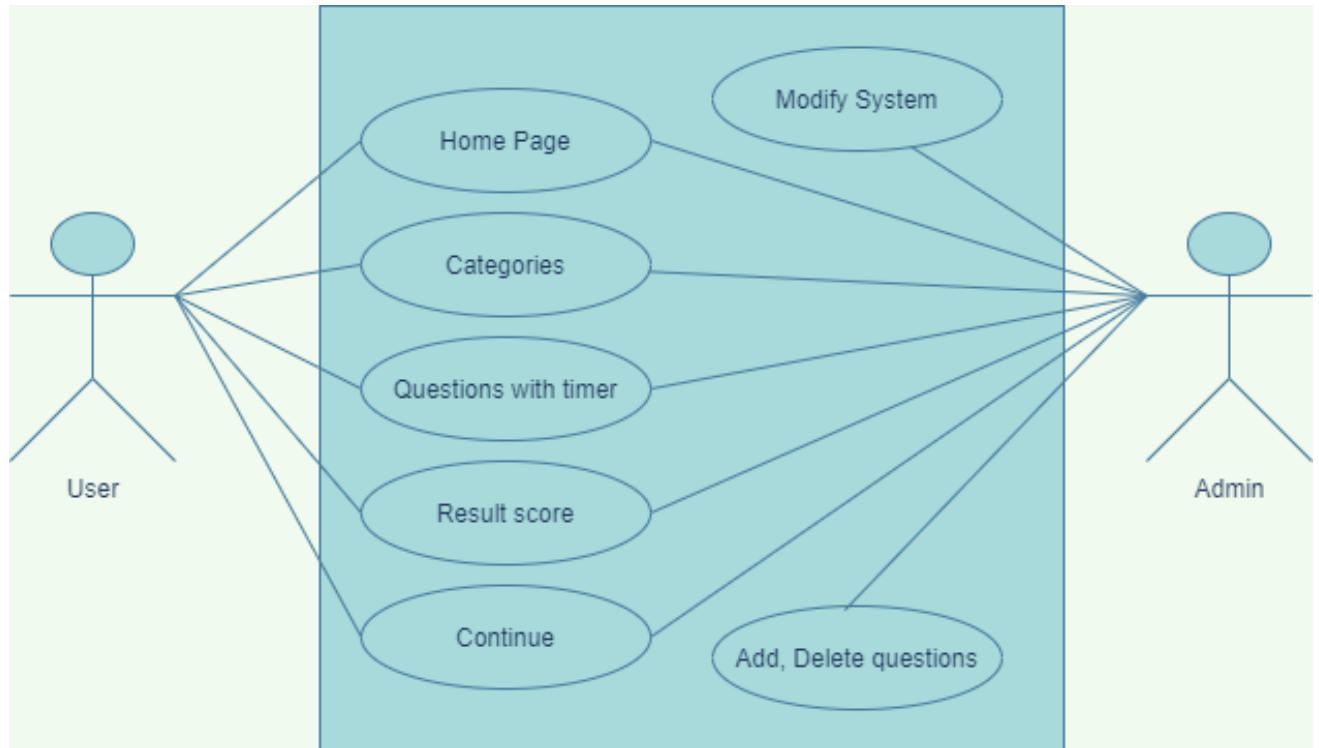 Modify System
Home Page
Categories
Questions with timer
User
Admin
Result score
Continue
Add, Delete questions